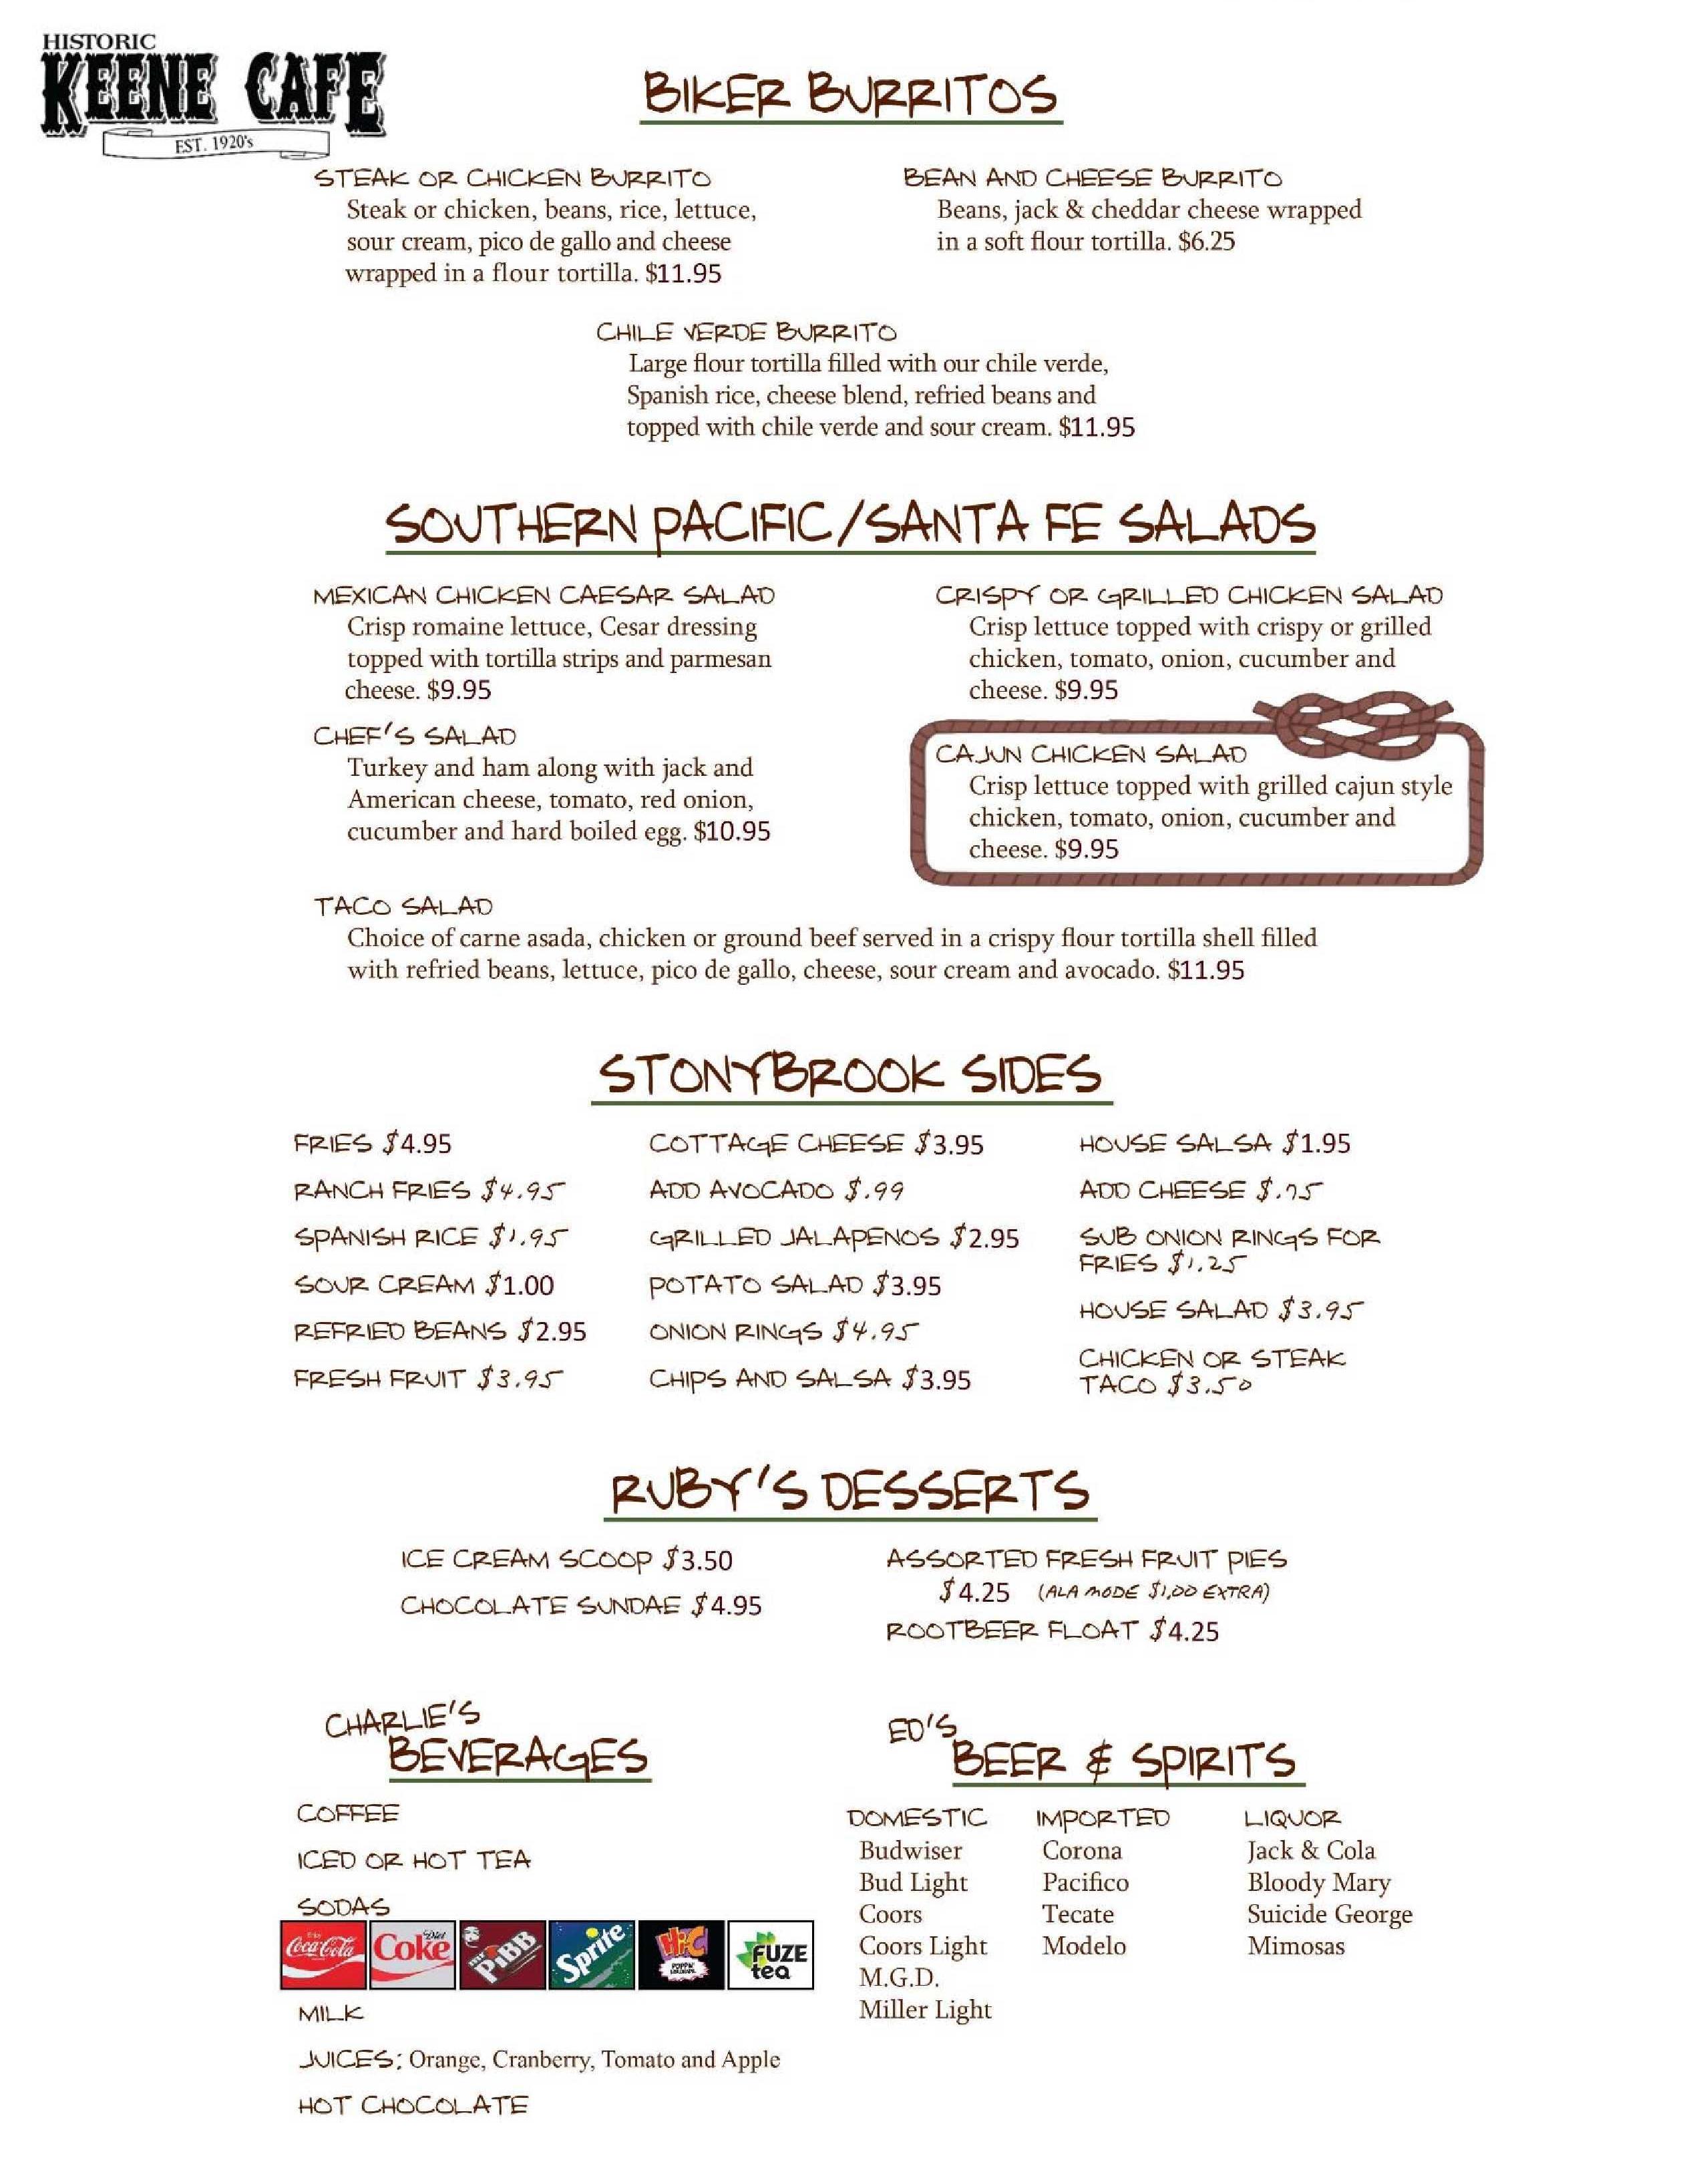 HISTORIC
KEENE CAFE
EST. 1920's
BIKER BURRITOS
STEAK OR CHICKEN BURRITO
Steak or chicken, beans, rice, lettuce,
sour cream, pico de gallo and cheese
wrapped in a flour tortilla. $11.95
BEAN AND CHEESE BURRITO
Beans, jack & cheddar cheese wrapped
in a soft flour tortilla. $6.25
CHILE VERDE BURRITO
Large flour tortilla filled with our chile verde,
Spanish rice, cheese blend, refried beans and
topped with chile verde and sour cream. $11.95
SOUTHERN PACIFIC/SANTA FE SALADS
MEXICAN CHICKEN CAESAR SALAD
Crisp romaine lettuce, Cesar dressing
topped with tortilla strips and parmesan
cheese. $9.95
CHEF'S SALAD
Turkey and ham along with jack and
American cheese, tomato, red onion,
cucumber and hard boiled egg. $10.95
CRISPY OR GRILLED CHICKEN SALAD
Crisp lettuce topped with crispy or grilled
chicken, tomato, onion, cucumber and
cheese. $9.95
CAJUN CHICKEN SALAD
Crisp lettuce topped with grilled cajun style
chicken, tomato, onion, cucumber and
cheese. $9.95
TACO SALAD
Choice of carne asada, chicken or ground beef served in a crispy flour tortilla shell filled
with refried beans, lettuce, pico de gallo, cheese, sour cream and avocado. $11.95
STONYBROOK SIDES
FRIES $4.95
RANCH FRIES $4.95
SPANISH RICE $1.95
SOUR CREAM $1.00
REFRIED BEANS $2.95
FRESH FRUIT $3.95
COTTAGE CHEESE $3.95
ADD AVOCADO $.99
GRILLED JALAPENOS $2.95
POTATO SALAD $3.95
ONION RINGS $4.95
CHIPS AND SALSA $3.95
HOUSE SALSA $1.95
ADD CHEESE $.75
SUB ONION RINGS FOR
FRIES $1.25
HOUSE SALAD $3.95
CHICKEN OR STEAK
TACO $3.50
RUBY'S DESSERTS
ICE CREAM SCOOP $3.50
CHOCOLATE SUNDAE $4.95
ASSORTED FRESH FRUIT PIES
$4.25 (ALA MODE $1.00 EXTRA)
ROOTBEER FLOAT $4.25
CHARLIE'S
BEVERAGES
COFFEE
ICED OR HOT TEA
SODAS
Coca-Cola
Diet
Coke
PiBB
Sprite
Hi-C
FUZE
tea
MILK
JUICES: Orange, Cranberry, Tomato and Apple
HOT CHOCOLATE
ED'S
BEER & SPIRITS
DOMESTIC
Budwiser
Bud Light
Coors
Coors Light
M.G.D.
Miller Light
IMPORTED
Corona
Pacifico
Tecate
Modelo
LIQUOR
Jack & Cola
Bloody Mary
Suicide George
Mimosas